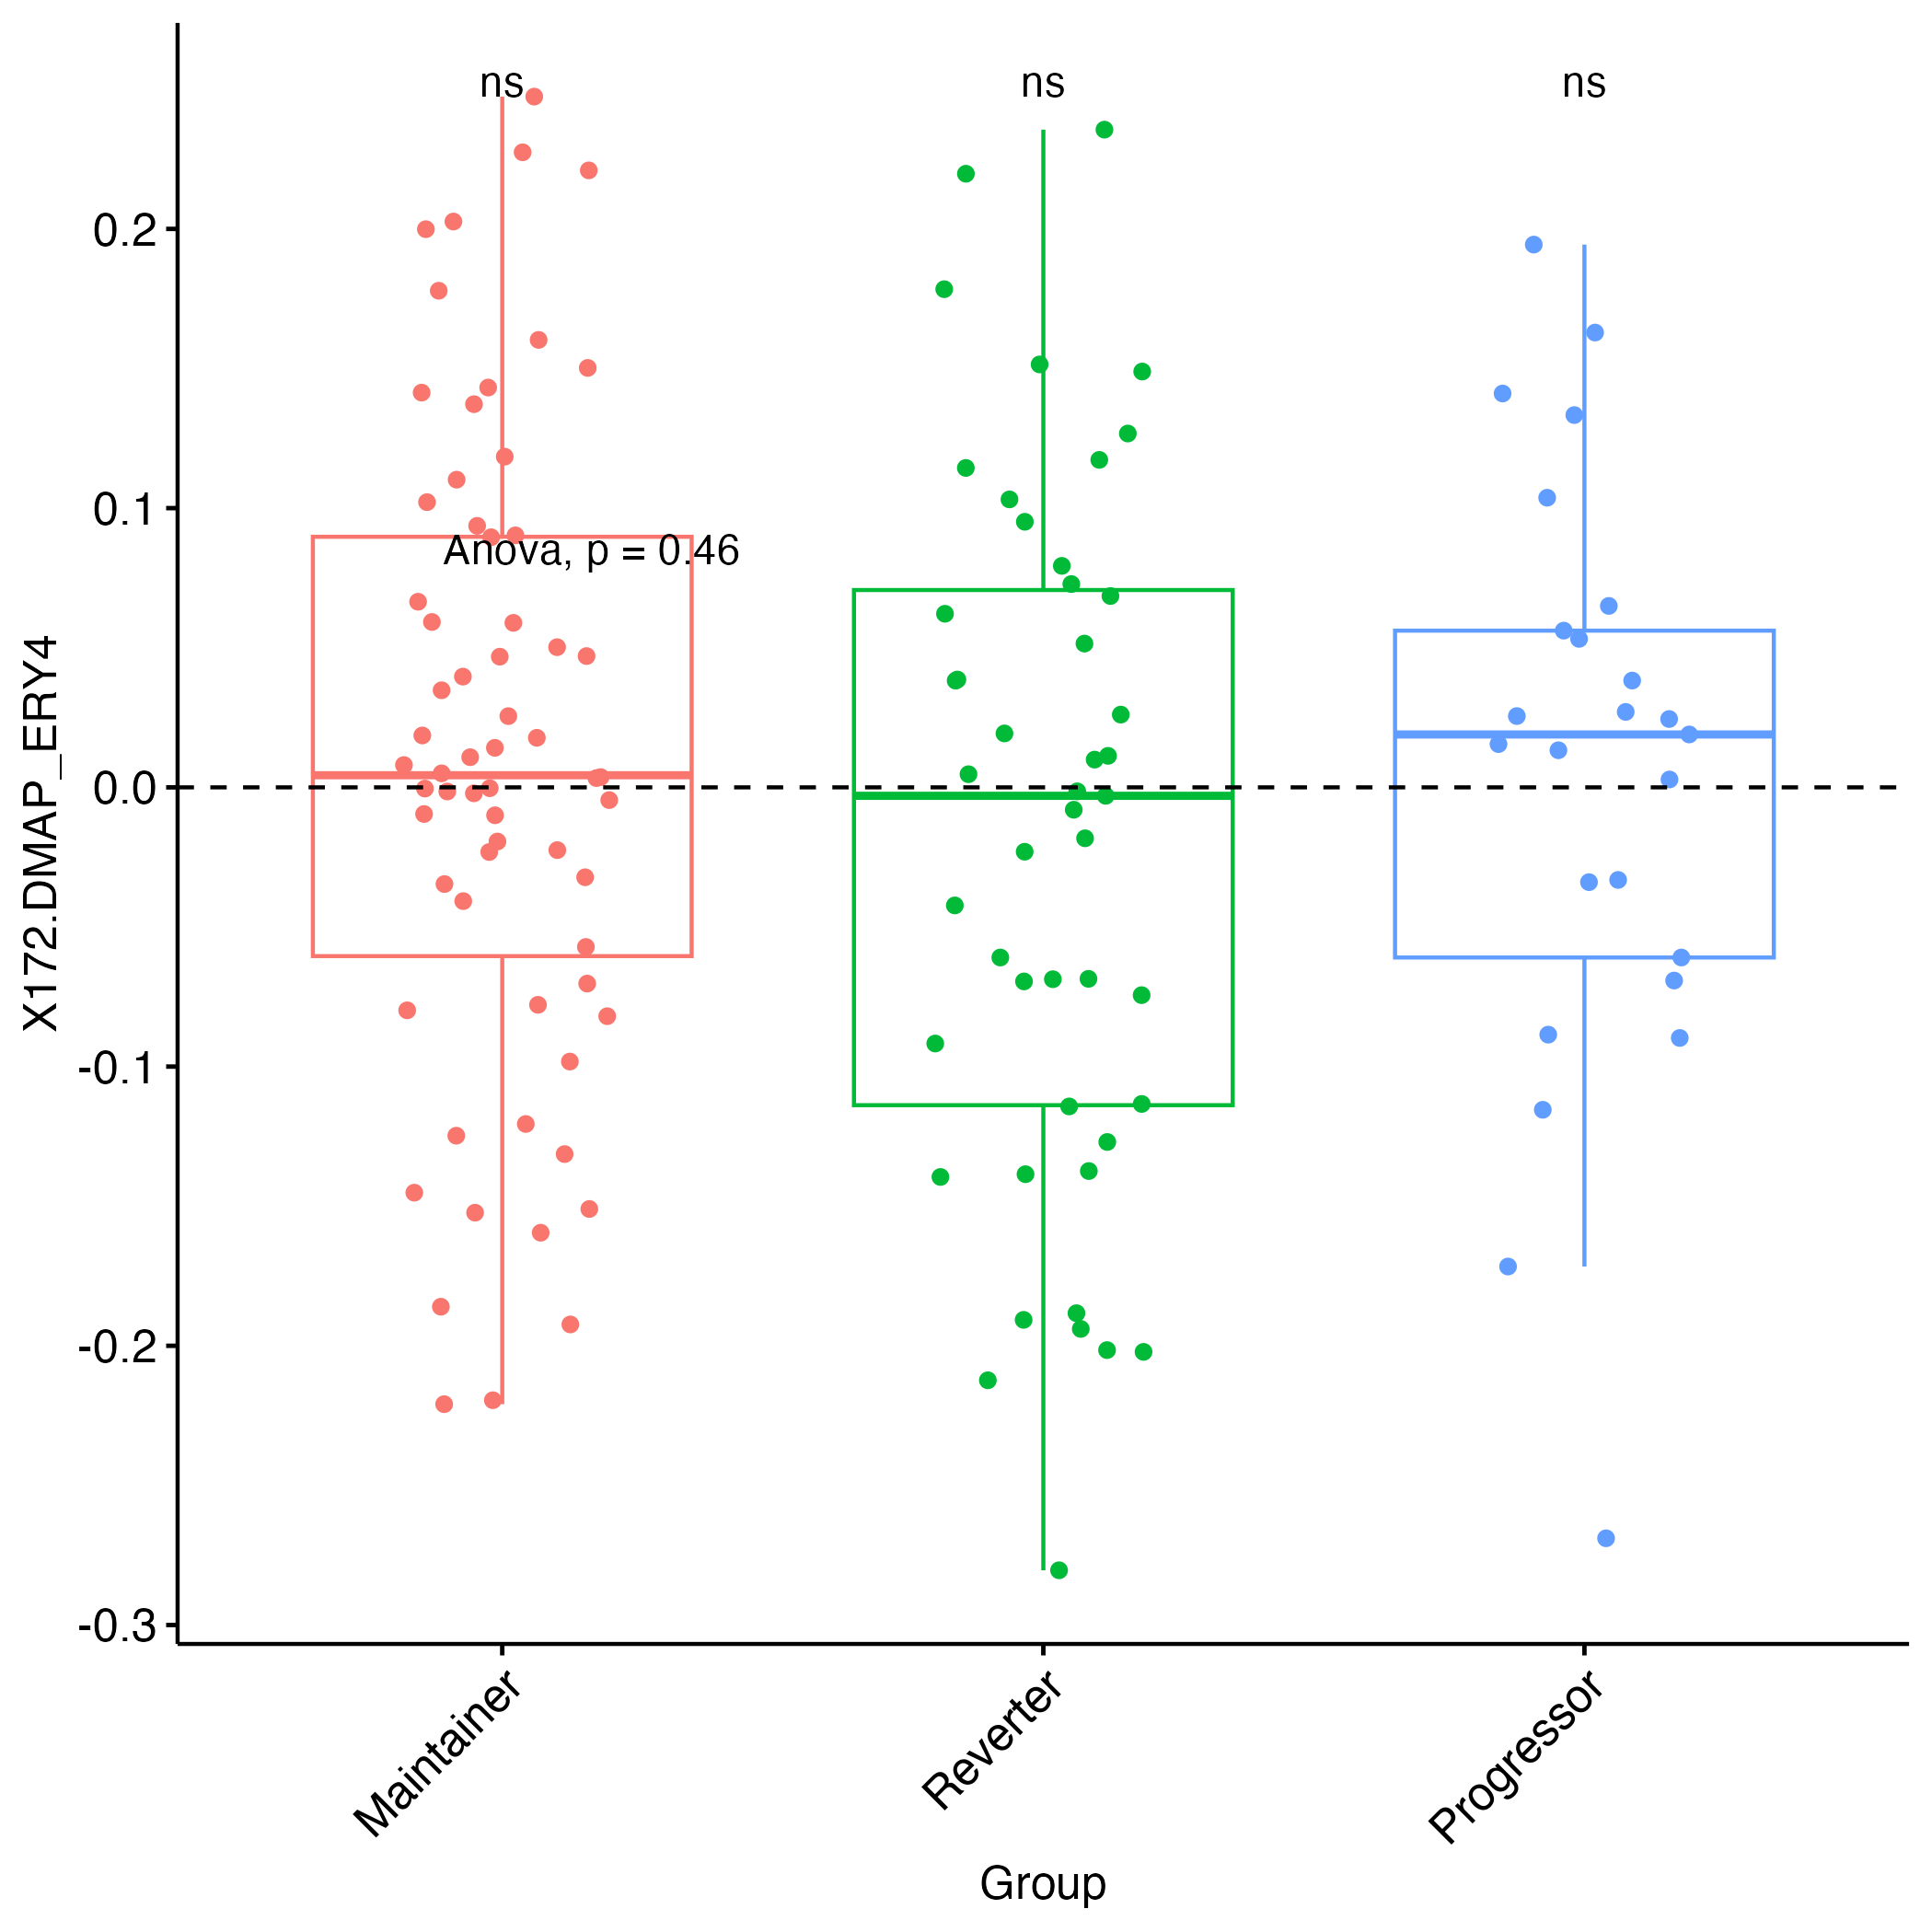 ns ns ns
Anova, p = 0.46
X172.DMAP_ERY4
0.2
0.1
0.0
-0.1
-0.2
-0.3
Maintainer Reverter Progressor
Group